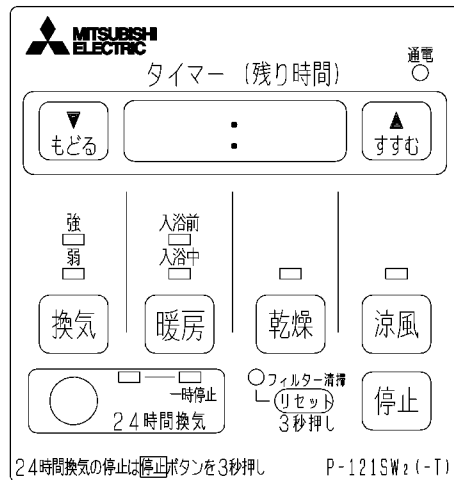 MITSUBISHI
ELECTRIC
タイマー (残り時間)
通電
▼
もどる
:
▲
すすむ
強
弱
入浴前
入浴中
換気
暖房
乾燥
涼風
一時停止
24時間換気
フィルター清掃
リセット
3秒押し
停止
24時間換気の停止は停止ボタンを3秒押し
P-121SW2(-T)